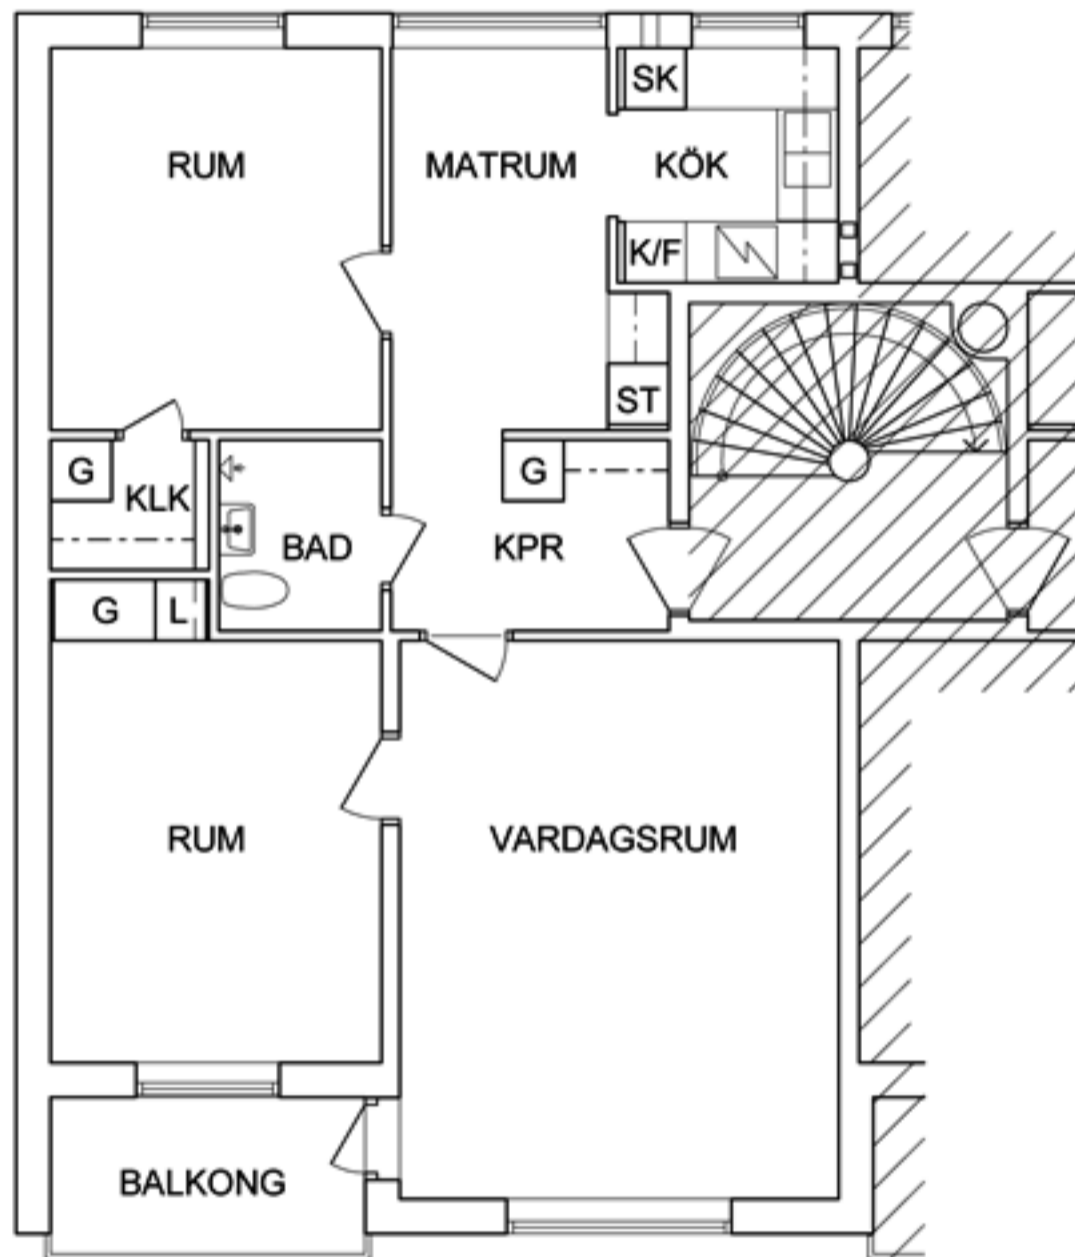 SK
RUM
MATRUM
KÖK
K/F
ST
G
KLK
G
BAD
KPR
G
L
RUM
VARDAGSRUM
BALKONG